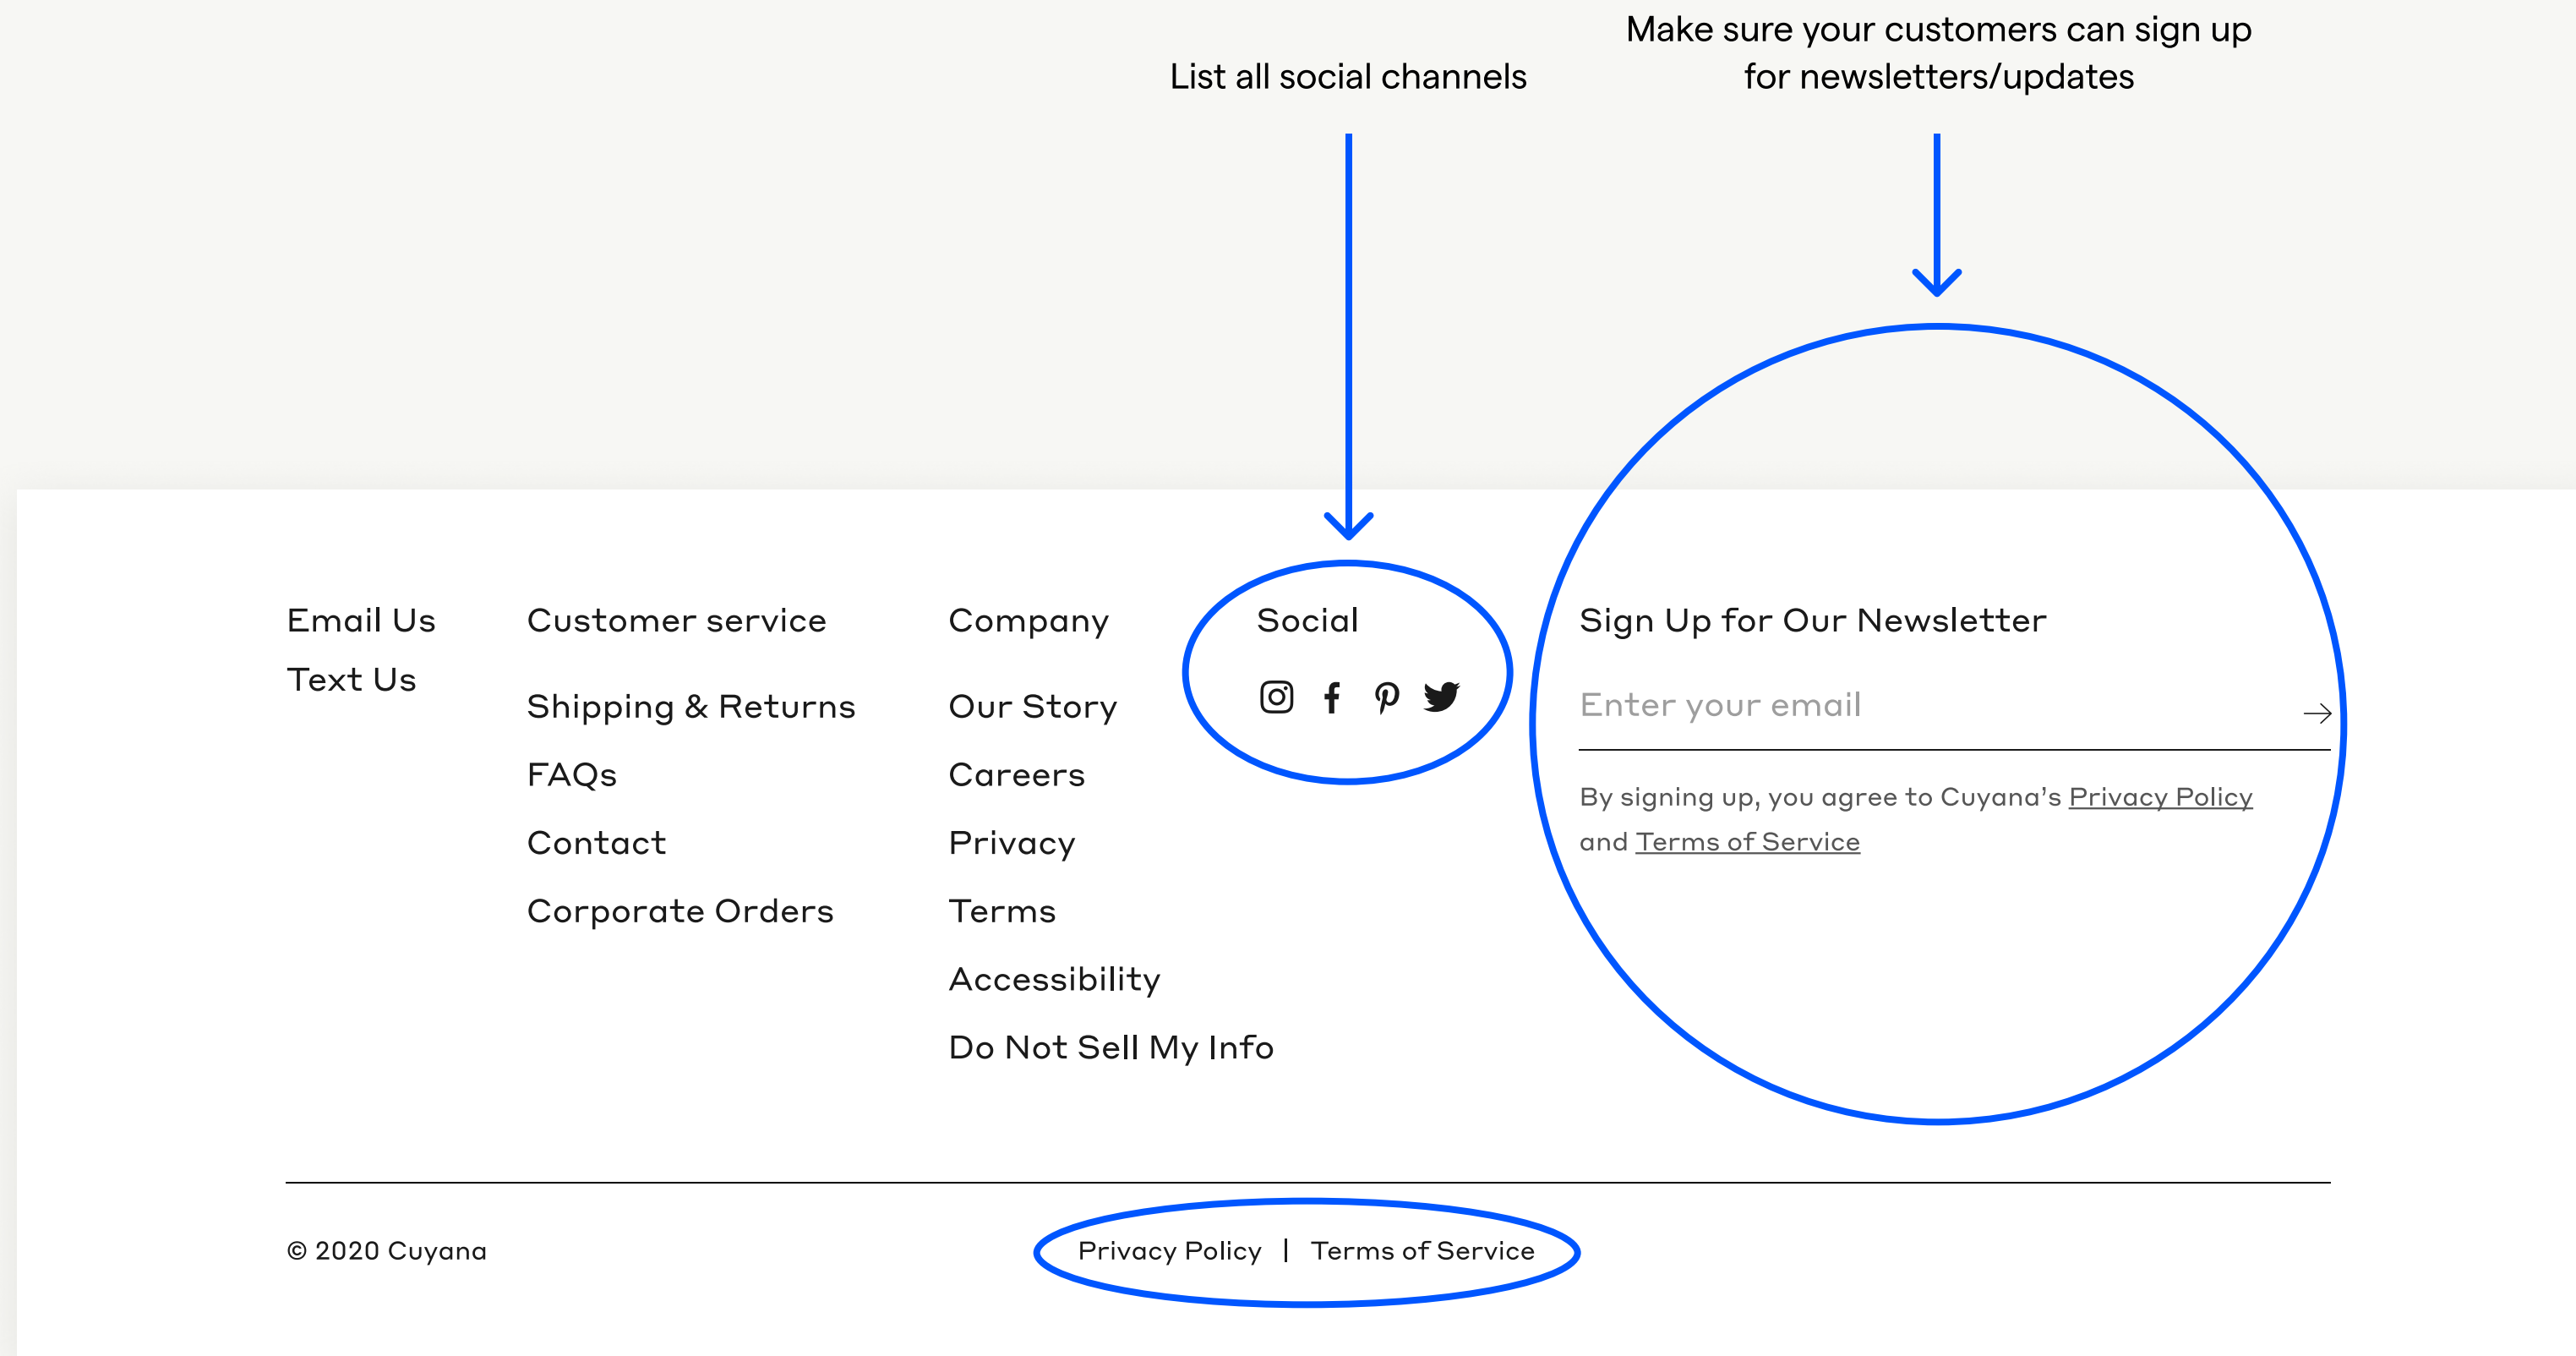 Make sure your customers can sign up
for newsletters/updates
List all social channels
Email Us
Text Us
Customer service
Shipping & Returns
FAQs
Contact
Corporate Orders
Company
Our Story
Careers
Privacy
Terms
Accessibility
Do Not Sell My Info
Social
Sign Up for Our Newsletter
Enter your email
By signing up, you agree to Cuyana’s Privacy Policy
and Terms of Service
© 2020 Cuyana
Privacy Policy | Terms of Service